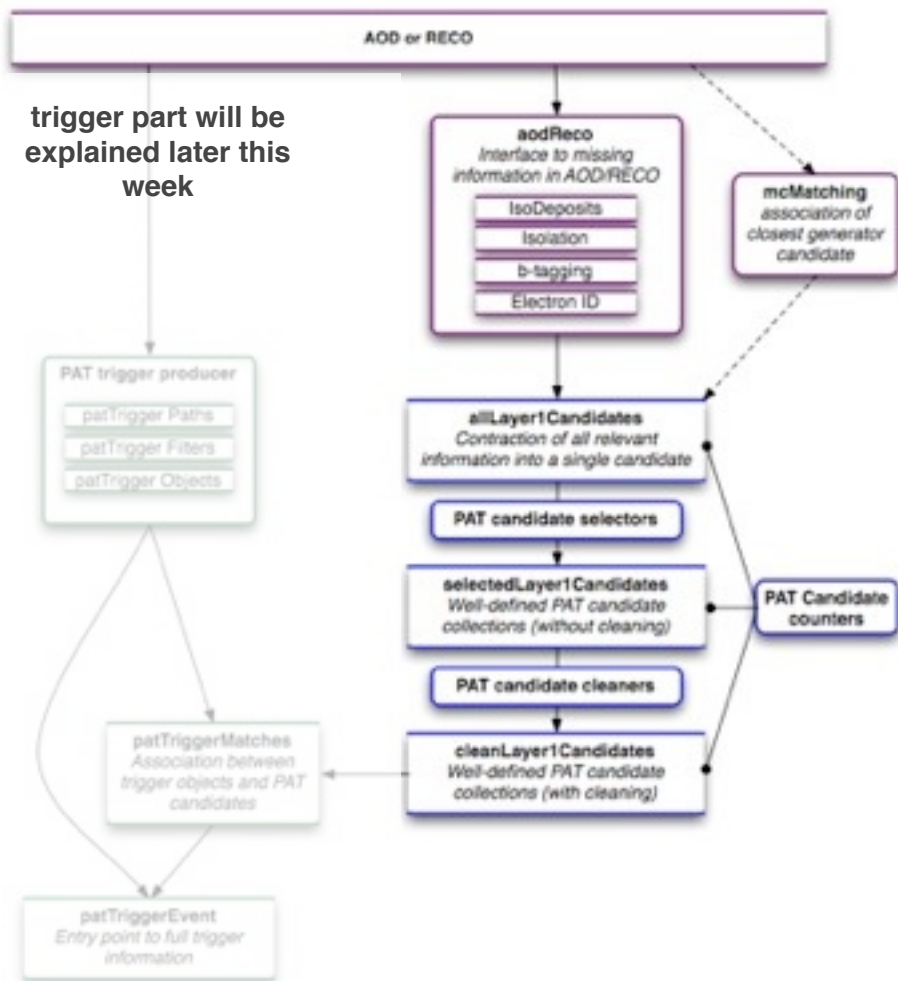 AOD or RECO
trigger part will be
explained later this
week
aodReco
Interface to missing
information in AOD/RECO
IsoDeposits
Isolation
b-tagging
Electron ID
mcMatching
association of
closest generator
candidate
PAT trigger producer
patTrigger Paths
patTrigger Filters
patTrigger Objects
allLayer1Candidates
Contraction of all relevant
information into a single candidate
PAT candidate selectors
selectedLayer1Candidates
Well-defined PAT candidate
collections (without cleaning)
PAT Candidate
counters
PAT candidate cleaners
patTriggerMatches
Association between
trigger objects and PAT
candidates
cleanLayer1Candidates
Well-defined PAT candidate
collections (with cleaning)
patTriggerEvent
Entry point to full trigger
information